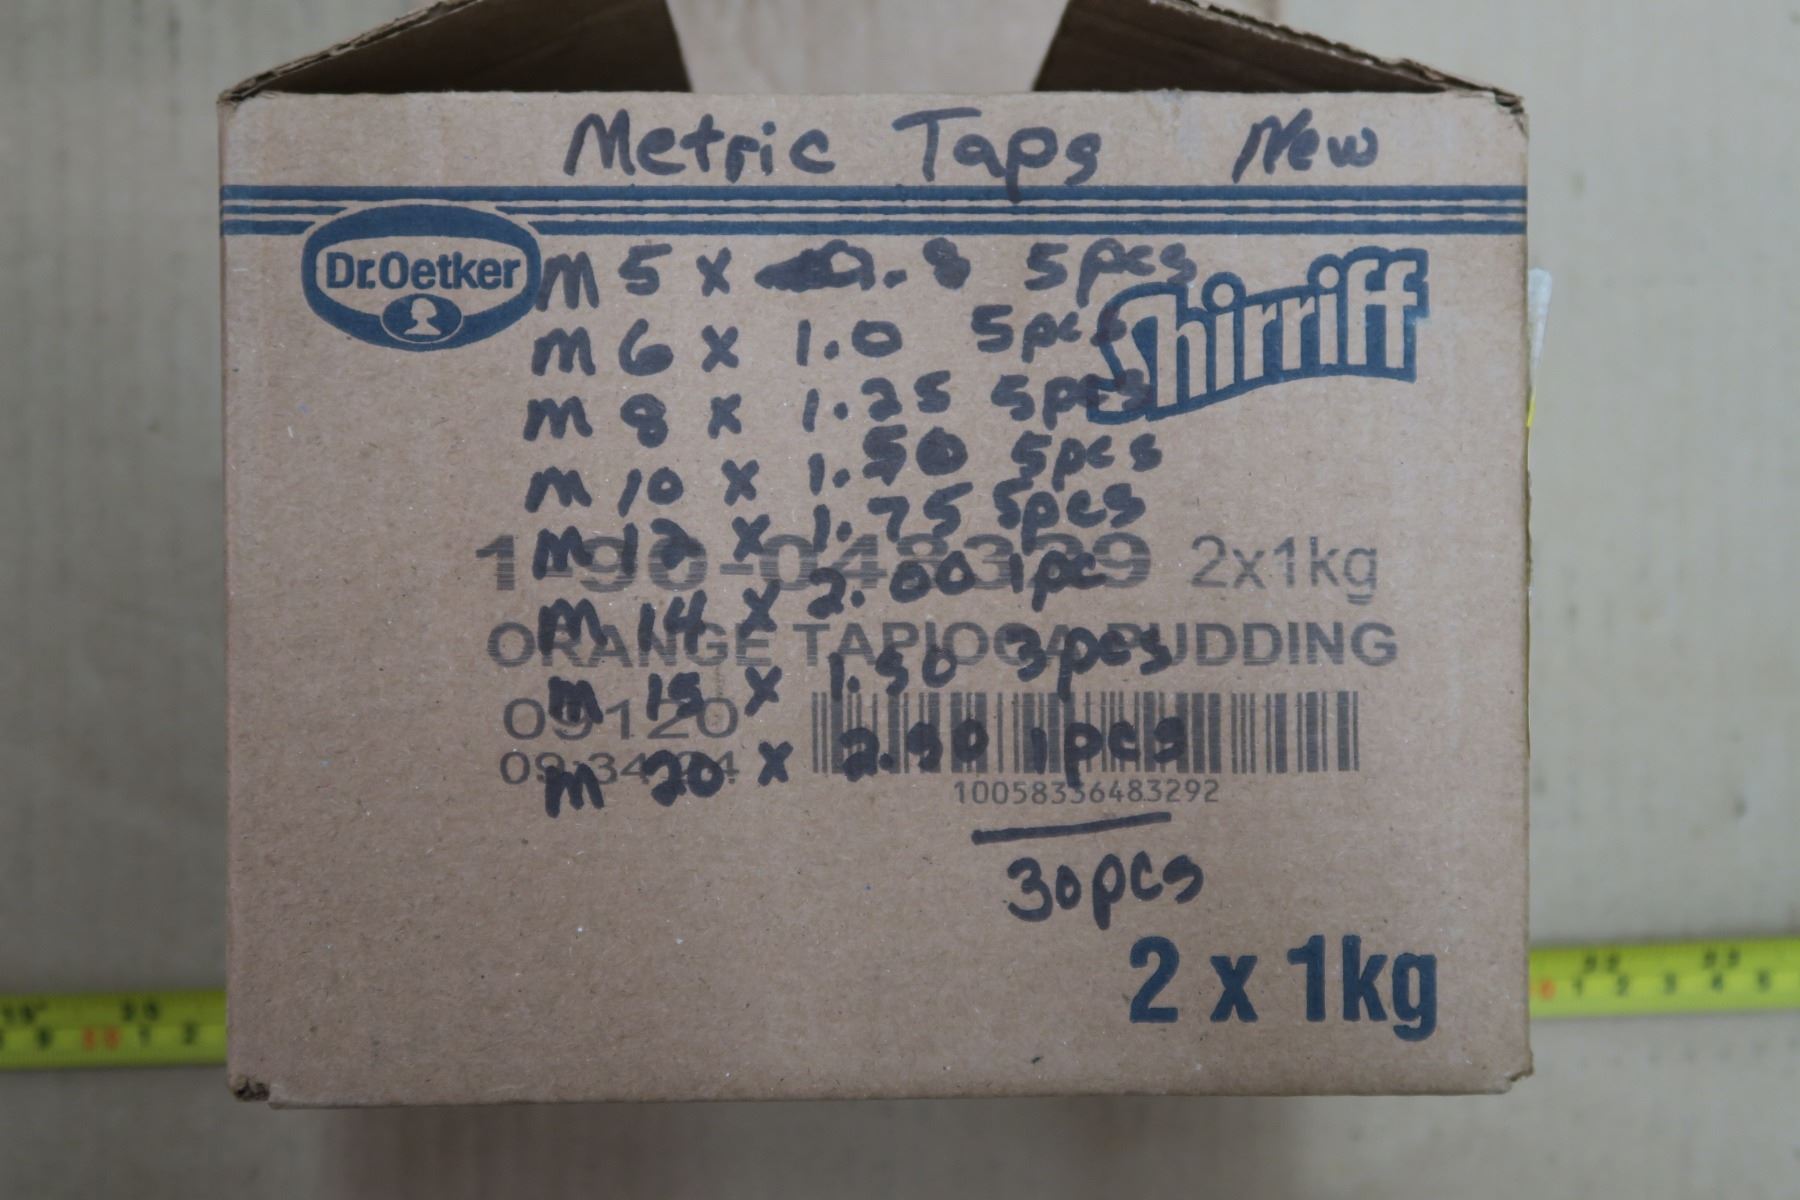 Metric Taps New
Dr.Oetker
Shirriff
M 5 x .8 5pcs
M 6 x 1.0 5pcs
M 8 x 1.25 5pcs
M 10 x 1.50 5pcs
M 12 x 1.75 5pcs
1-90-048329 2x1kg
M 14 x 2.00 1pc
ORANGE TAPIOCA PUDDING
M 15 x 1.50 3pcs
09120
M 20 x 2.50 1pcs
10058336483292
30pcs
2 x 1kg